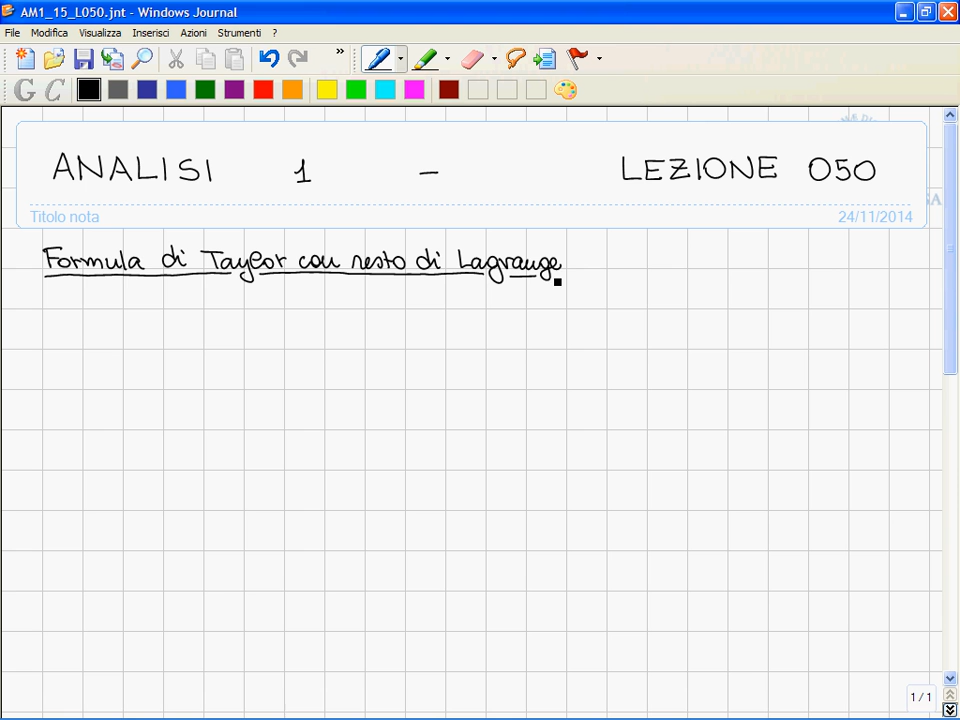 AM1_15_L050.jnt - Windows Journal
File Modifica Visualizza Inserisci Azioni Strumenti ?
»
G C
ANALISI 1 - LEZIONE 050
Titolo nota 24/11/2014
Formula di Taylor con resto di Lagrange
1 / 1